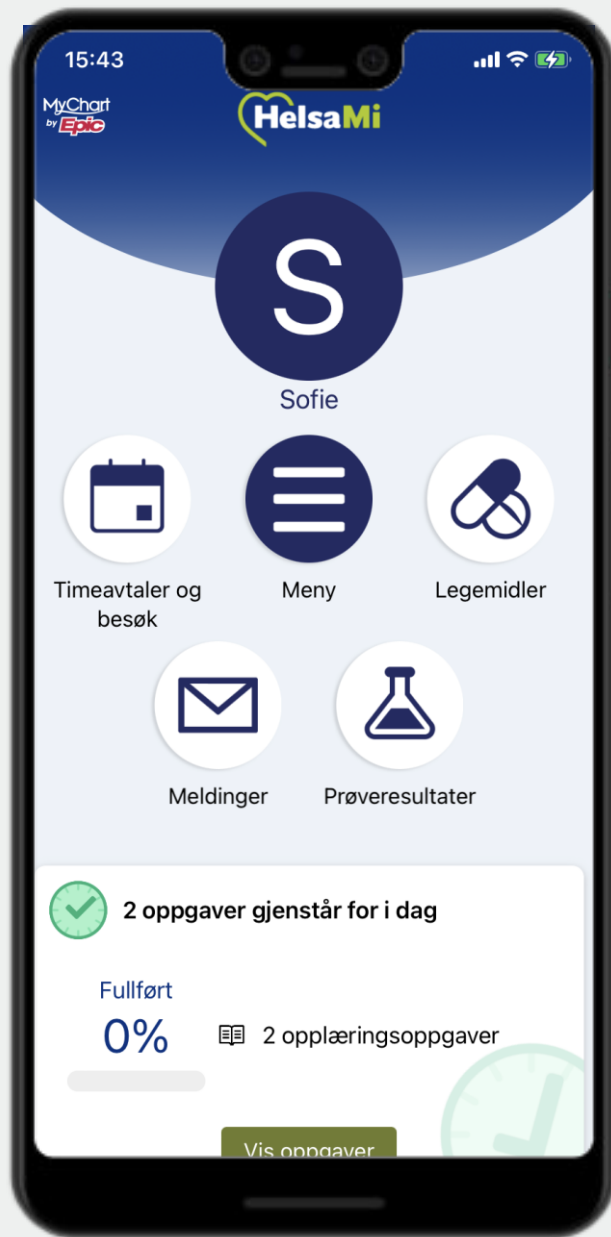 15:43
MyChart
by Epic
HelsaMi
S
Sofie
Timeavtaler og
besøk
Meny
Legemidler
Meldinger
Prøveresultater
2 oppgaver gjenstår for i dag
Fullført
0%
2 opplæringsoppgaver
Vis oppgaver